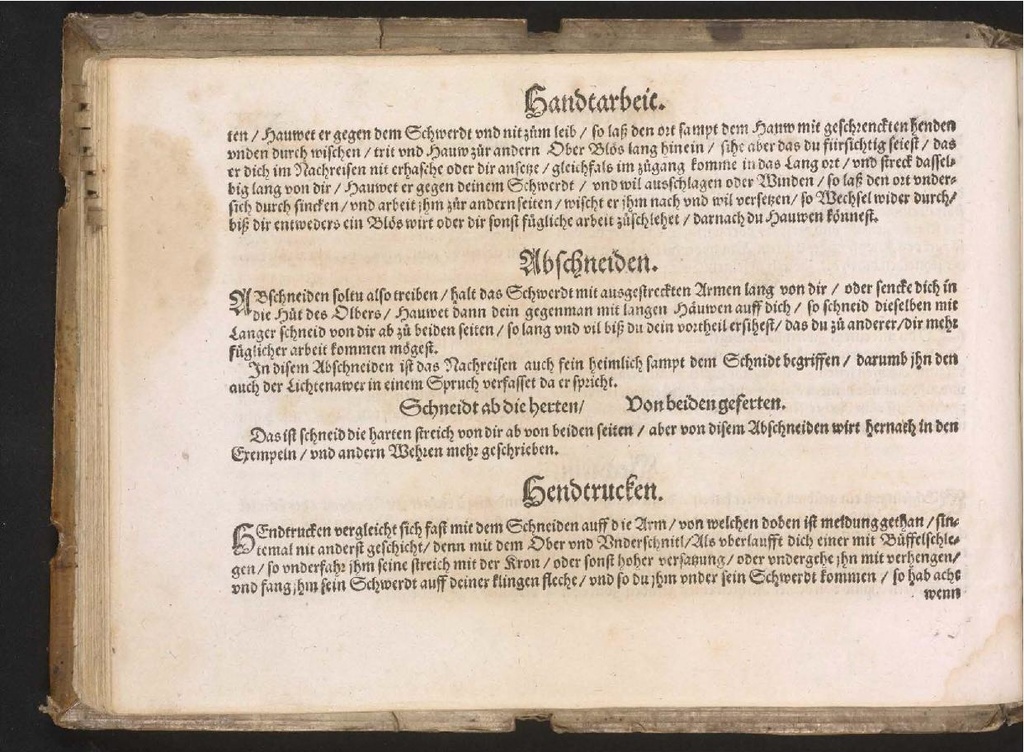 Handtarbeit.
ten / Hauwet er gegen dem Schwerdt vnd nit zům leib / so laß den ort sampt dem Hauw mit geschrenckten henden
vnden durch wischen / trit vnd Hauw zůr andern Ober Blös lang hinein / sihe aber das du fürsichtig seiest / das
er dich im Nachreisen nit erhasche oder dir ansetze / gleichfals im zůgang komme in das Lang ort / vnd streck dassel-
big lang von dir / Hauwet er gegen deinem Schwerdt / vnd wil ausschlagen oder Winden / so laß den ort vnder-
sich durch sincken / vnd arbeit jhm zůr andern seiten / wischt er jhm nach vnd wil versetzen / so Wechsel wider durch /
biß dir entweders ein Blös wirt oder dir sonst fügliche arbeit zůschlehet / darnach du Hauwen könnest.
Abschneiden.
ABschneiden soltu also treiben / halt das Schwerdt mit ausgestreckten Armen lang von dir / oder sencke dich in
die Hůt des Olbers / Hauwet dann dein gegenman mit langen Häuwen auff dich / so schneid dieselben mit
Langer schneid von dir ab zů beiden seiten / so lang vnd vil biß du dein vortheil ersihest / das du zů anderer / dir mehr
füglicher arbeit kommen mögest.
In disem Abschneiden ist das Nachreisen auch fein heimlich sampt dem Schnidt begriffen / darumb jhn den
auch der Lichtenawer in einem Spruch verfasset da er spricht.
Schneidt ab die herten / Von beiden geferten.
Das ist schneid die harten streich von dir ab von beiden seiten / aber von disem Abschneiden wirt hernach in den
Exempeln / vnd andern Wehren mehr geschrieben.
Hendtrucken.
HEndtrucken vergleicht sich fast mit dem Schneiden auff die Arm / von welchen doben ist meldung gethan / sin-
temal nit anderst geschicht / denn mit dem Ober vnd Vnderschnitl / Als vberlaufft dich einer mit Büffelschle-
gen / so vnderfahr jhm seine streich mit der Kron / oder sonst hoher versatzung / oder vndergehe jhn mit verhengen /
vnd fang jhm sein Schwerdt auff deiner klingen fleche / vnd so du jhm vnder sein Schwerdt kommen / so hab acht
wenn